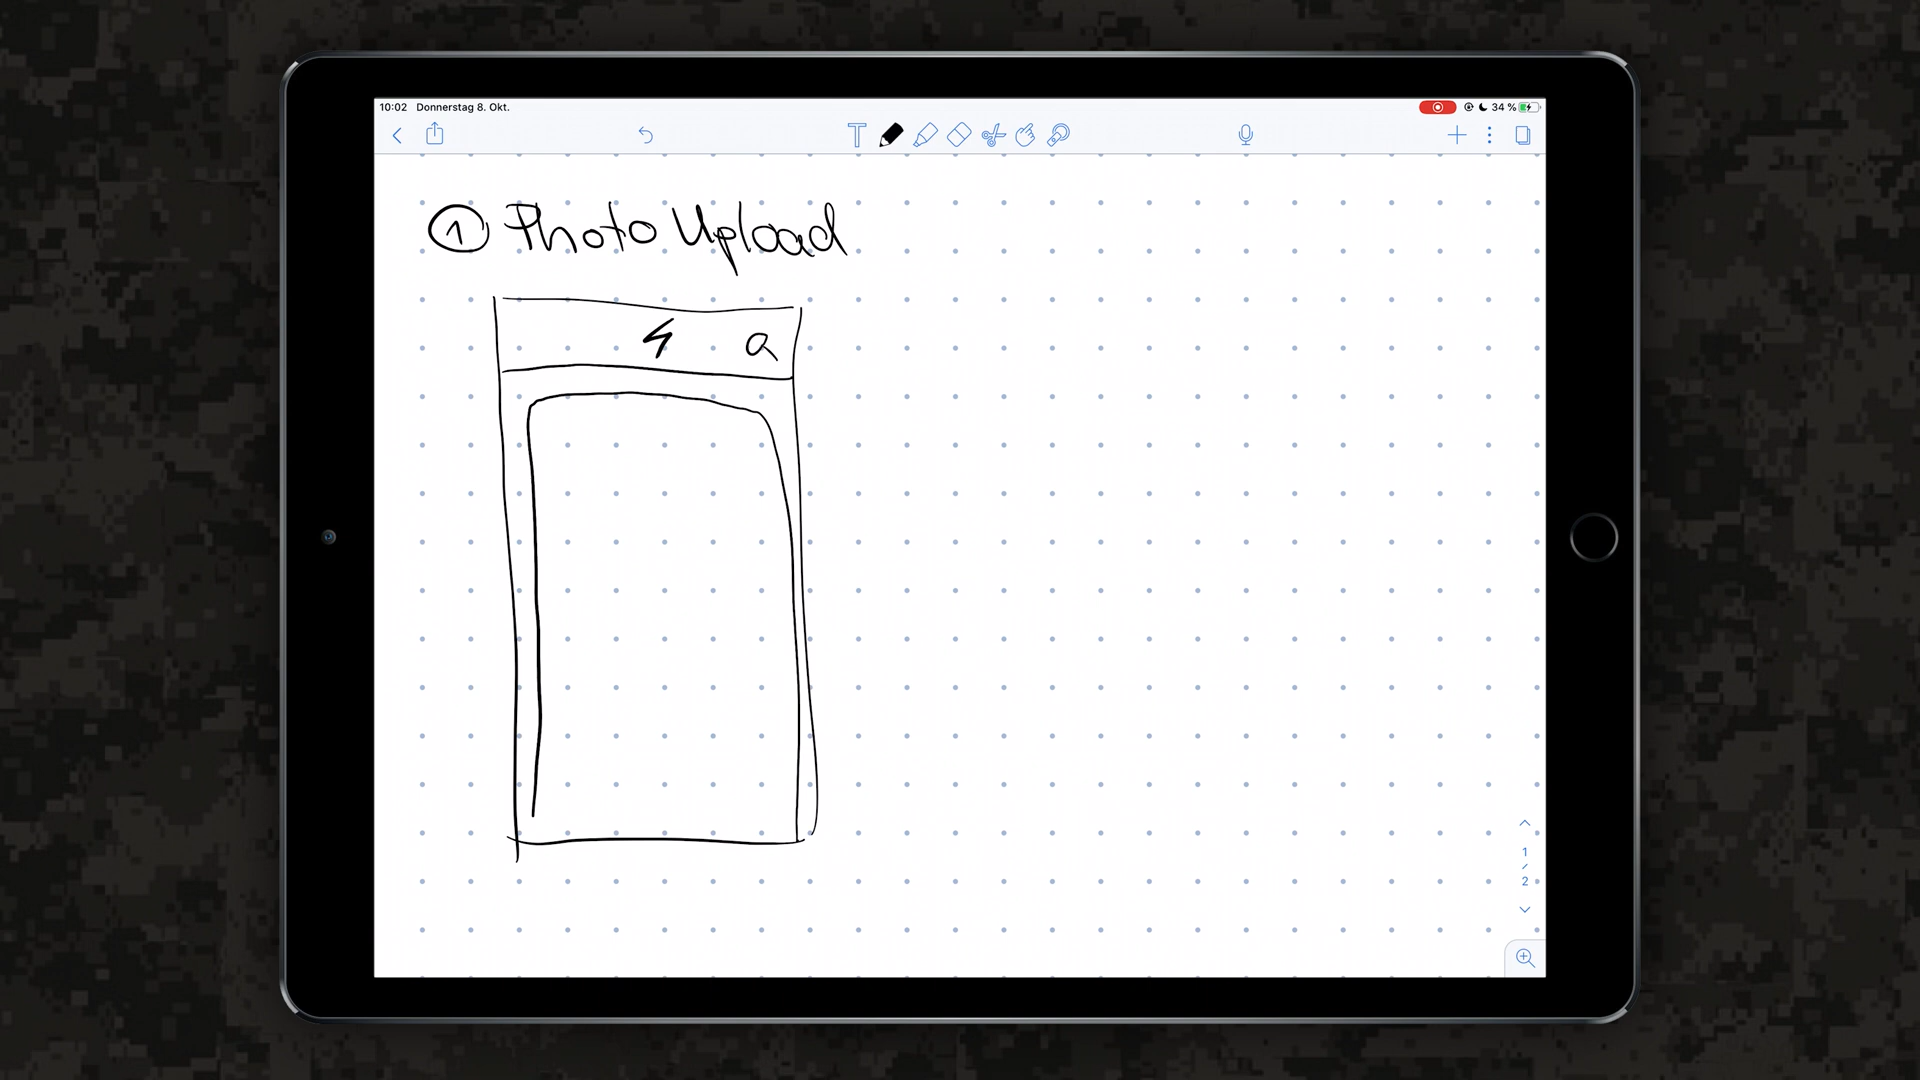 10:02 Donnerstag 8. Okt.
34 %
① Photo Upload
1
/
2